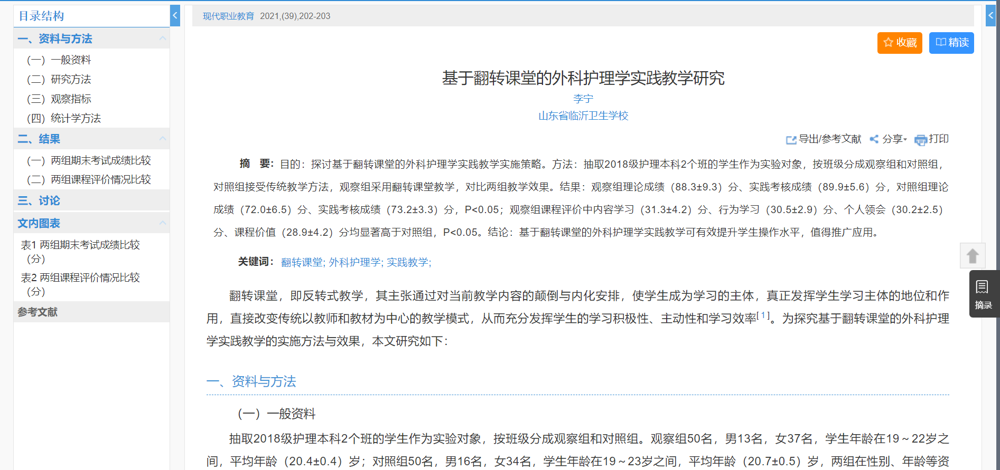 目录结构
一、资料与方法
(一) 一般资料
(二) 研究方法
(三) 观察指标
(四) 统计学方法
二、结果
(一) 两组期末考试成绩比较
(二) 两组课程评价情况比较
三、讨论
文内图表
表1 两组期末考试成绩比较
(分)
表2 两组课程评价情况比较
(分)
参考文献
现代职业教育 2021,(39),202-203
收藏
精读
基于翻转课堂的外科护理学实践教学研究
李宁
山东省临沂卫生学校
导出/参考文献 分享 打印
摘 要：目的：探讨基于翻转课堂的外科护理学实践教学实施策略。方法：抽取2018级护理本科2个班的学生作为实验对象，按班级分成观察组和对照组，
对照组接受传统教学方法，观察组采用翻转课堂教学，对比两组教学效果。结果：观察组理论成绩（88.3±9.3）分、实践考核成绩（89.9±5.6）分，对照组理论
成绩（72.0±6.5）分、实践考核成绩（73.2±3.3）分，P<0.05；观察组课程评价中内容学习（31.3±4.2）分、行为学习（30.5±2.9）分、个人领会（30.2±2.5）
分、课程价值（28.9±4.2）分均显著高于对照组，P<0.05。结论：基于翻转课堂的外科护理学实践教学可有效提升学生操作水平，值得推广应用。
关键词：翻转课堂; 外科护理学; 实践教学;
翻转课堂，即反转式教学，其主张通过对当前教学内容的颠倒与内化安排，使学生成为学习的主体，真正发挥学生学习主体的地位和作
用，直接改变传统以教师和教材为中心的教学模式，从而充分发挥学生的学习积极性、主动性和学习效率[1]。为探究基于翻转课堂的外科护理
学实践教学的实施方法与效果，本文研究如下：
一、资料与方法
（一）一般资料
抽取2018级护理本科2个班的学生作为实验对象，按班级分成观察组和对照组。观察组50名，男13名，女37名，学生年龄在19～22岁之
间，平均年龄（20.4±0.4）岁；对照组50名，男16名，女34名，学生年龄在19～23岁之间，平均年龄（20.7±0.5）岁，两组在性别、年龄等资
摘录